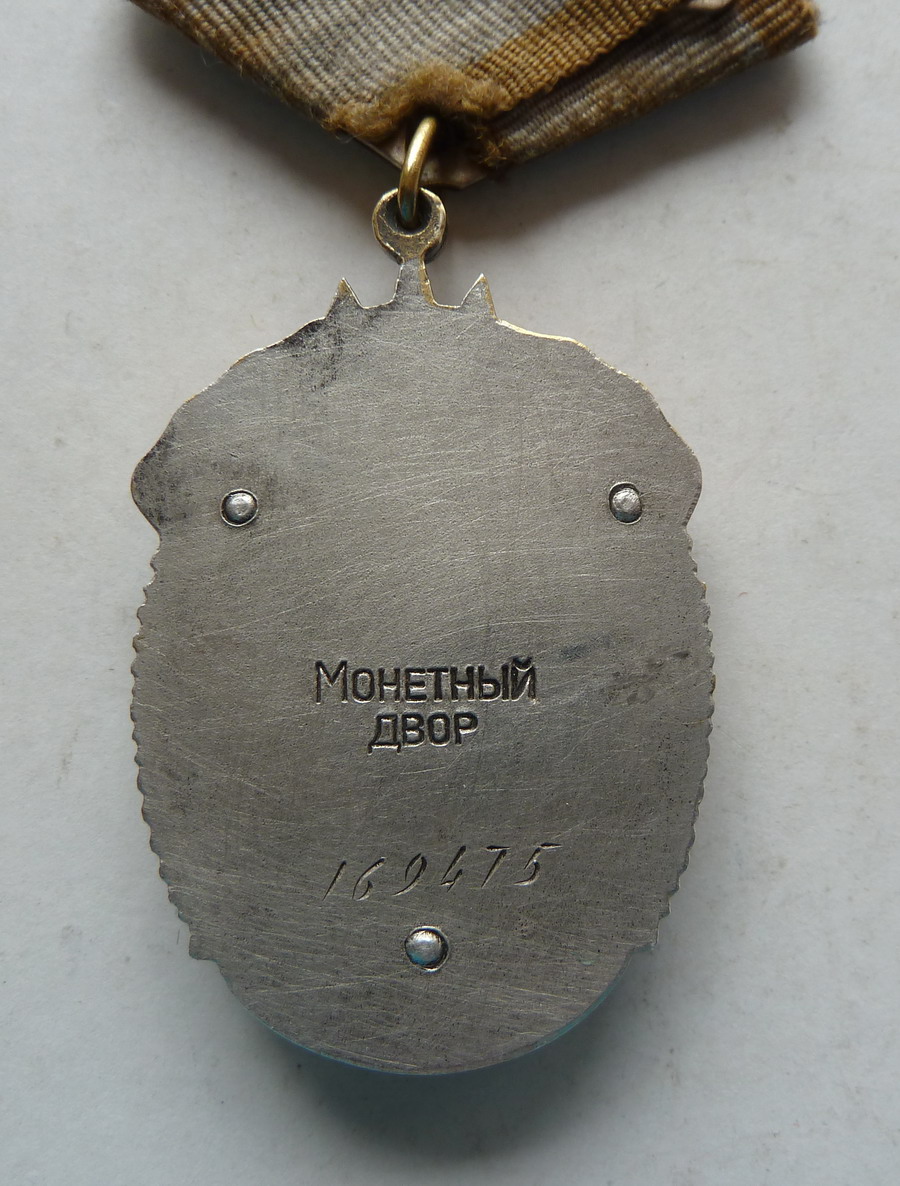 Монетный
двор
169475